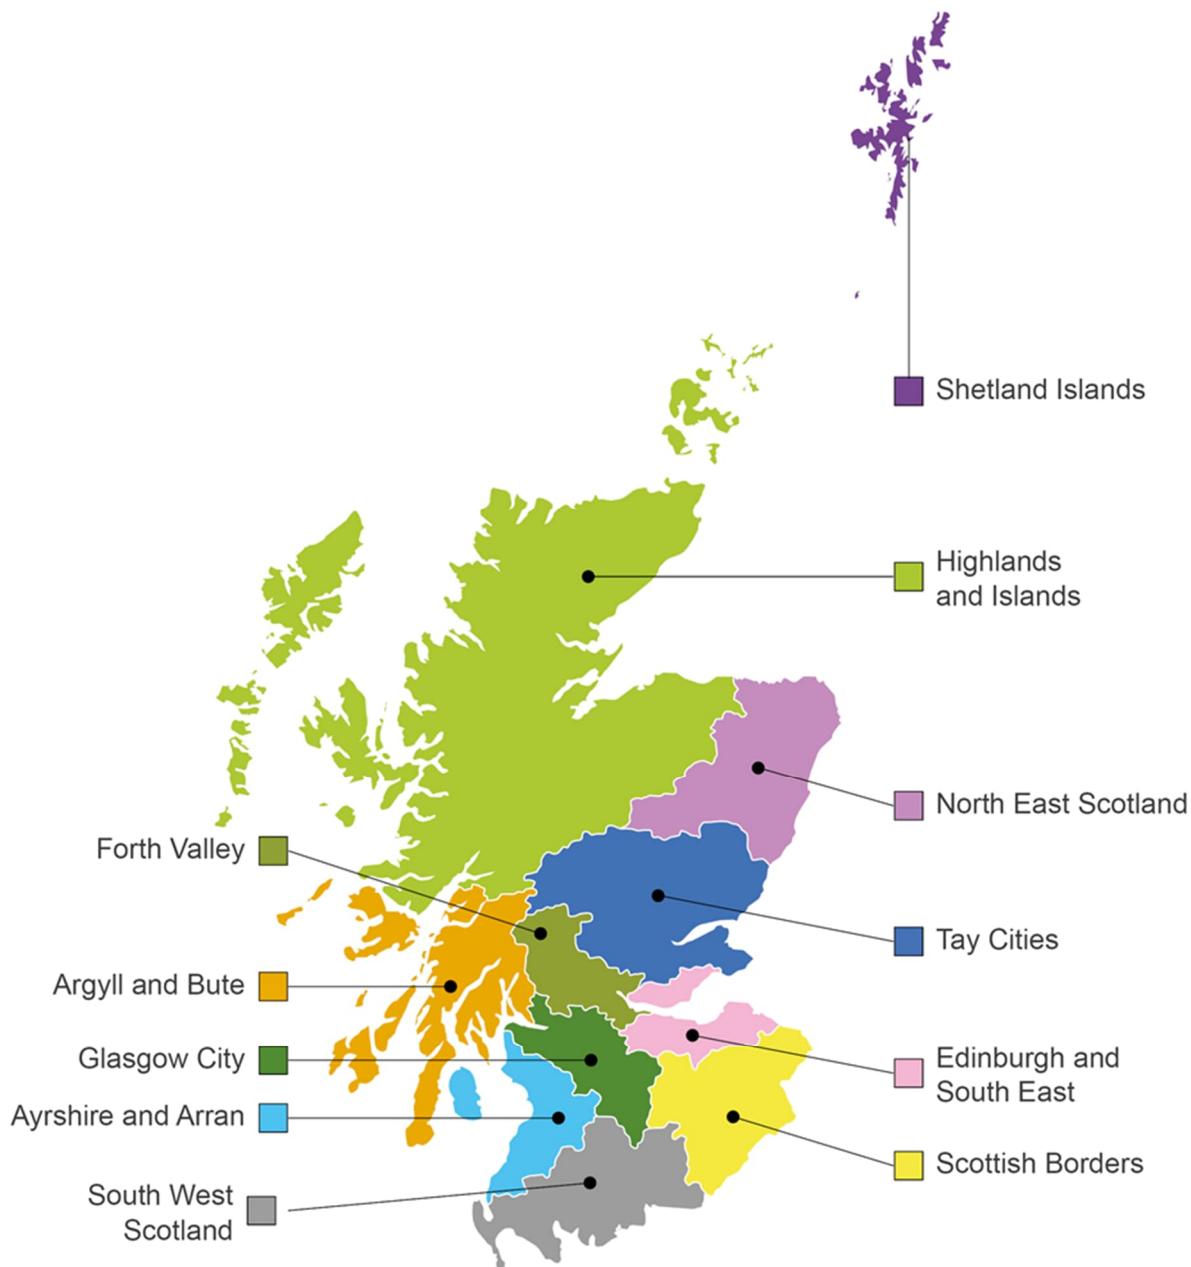 Shetland Islands
Highlands
and Islands
North East Scotland
Forth Valley
Tay Cities
Argyll and Bute
Glasgow City
Edinburgh and
South East
Ayrshire and Arran
Scottish Borders
South West
Scotland